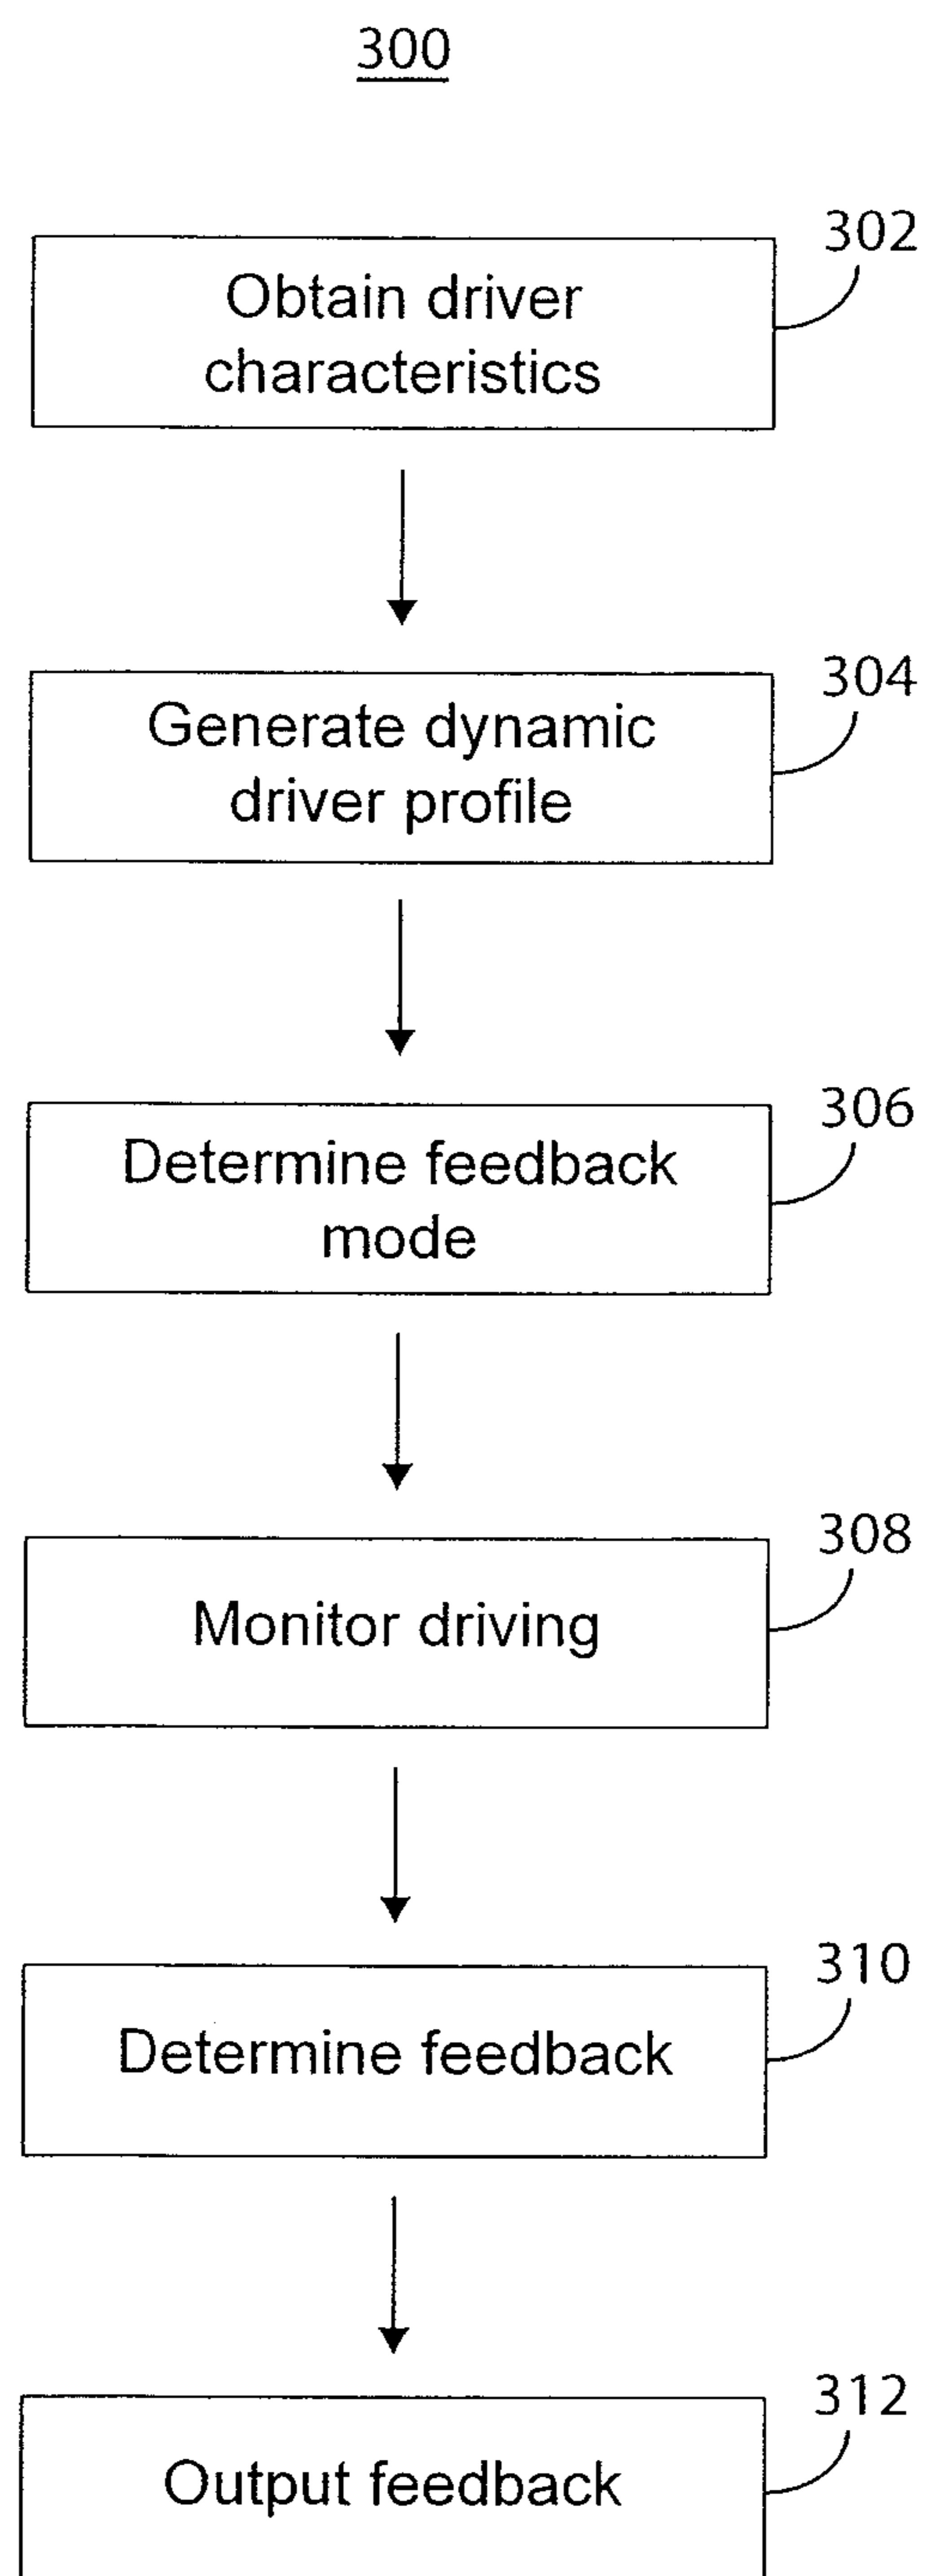 300
302
Obtain driver
characteristics
304
Generate dynamic
driver profile
306
Determine feedback
mode
308
Monitor driving
310
Determine feedback
312
Output feedback